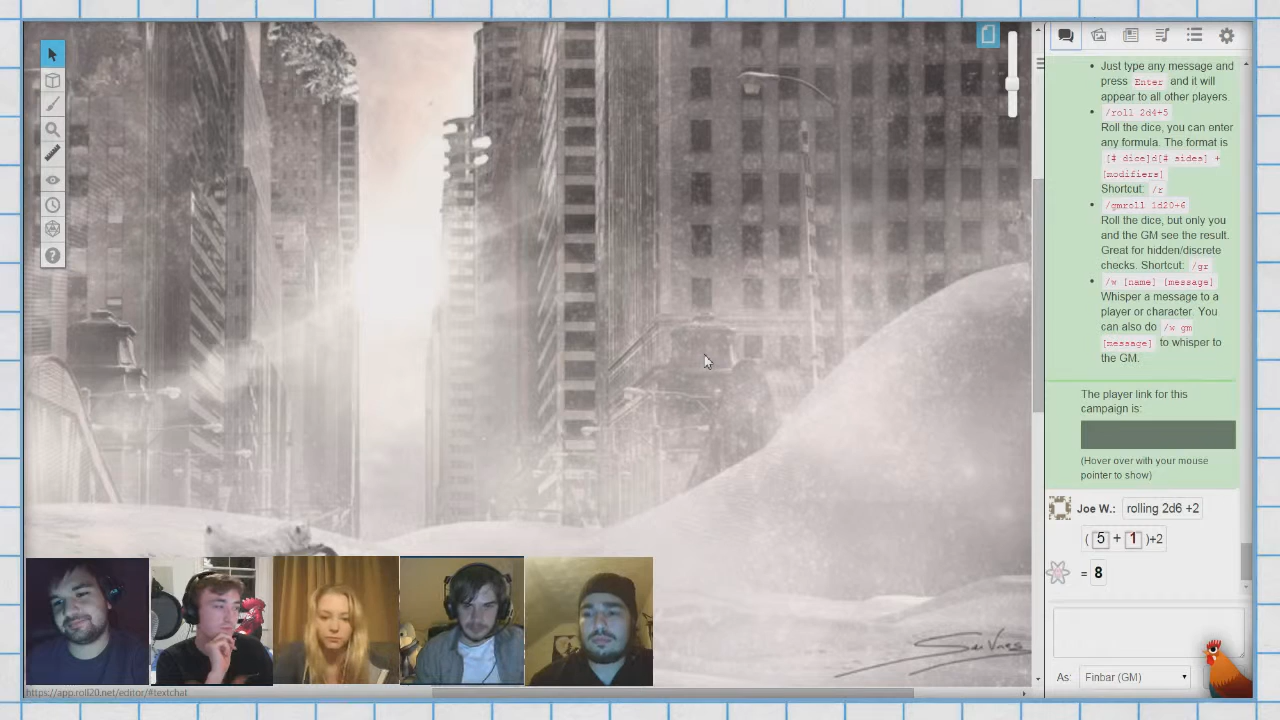 Just type any message and
press Enter and it will
appear to all other players.
/roll 2d4+5
Roll the dice, you can enter
any formula. The format is
[# dice]d[# sides] +
[modifiers]
Shortcut: /r
/gmroll 1d20+6
Roll the dice, but only you
and the GM see the result.
Great for hidden/discrete
checks. Shortcut: /gr
/w [name] [message]
Whisper a message to a
player or character. You
can also do /w gm
[message] to whisper to
the GM.
The player link for this
campaign is:
(Hover over with your mouse
pointer to show)
Joe W.: rolling 2d6 +2
( 5 + 1 )+2
= 8
As: Finbar (GM)
https://app.roll20.net/editor/#textchat